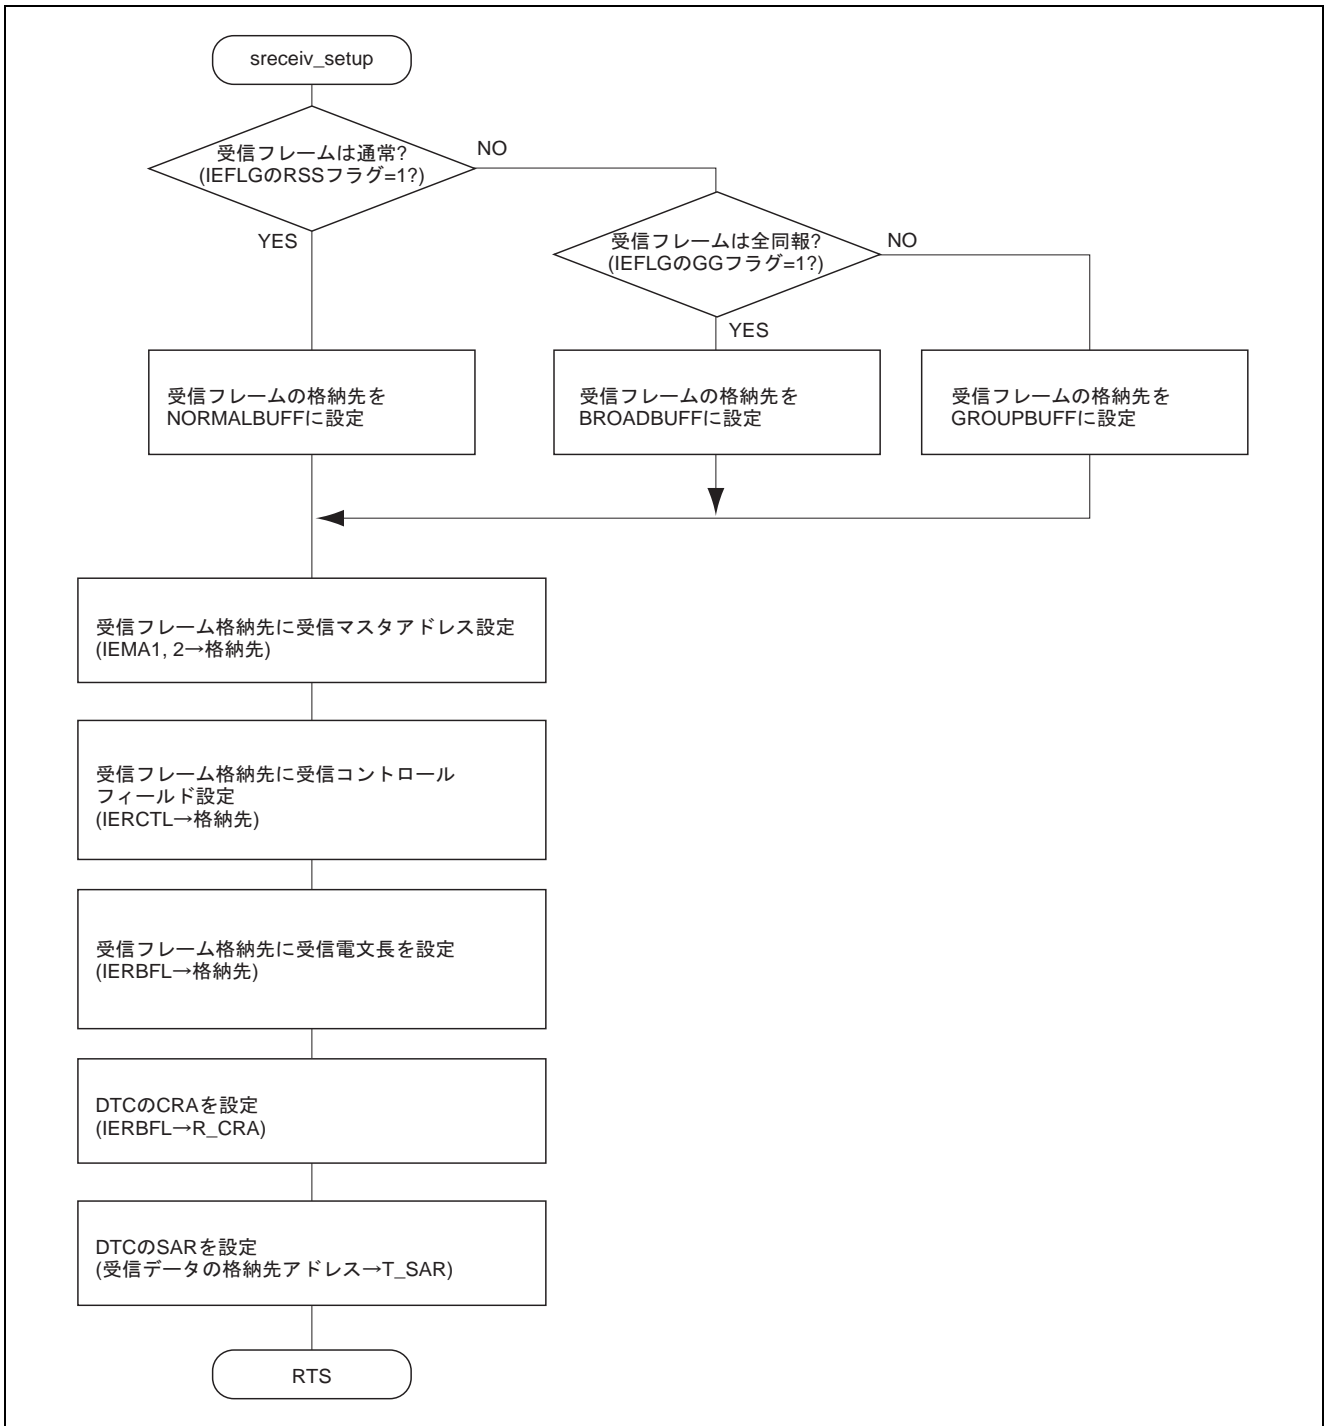 sreceiv_setup
受信フレームは通常?
(IEFLGのRSSフラグ=1?)
NO
YES
受信フレームは全同報?
(IEFLGのGGフラグ=1?)
NO
YES
受信フレームの格納先を
NORMALBUFFに設定
受信フレームの格納先を
BROADBUFFに設定
受信フレームの格納先を
GROUPBUFFに設定
受信フレーム格納先に受信マスタアドレス設定
(IEMA1, 2→格納先)
受信フレーム格納先に受信コントロール
フィールド設定
(IERCTL→格納先)
受信フレーム格納先に受信電文長を設定
(IERBFL→格納先)
DTCのCRAを設定
(IERBFL→R_CRA)
DTCのSARを設定
(受信データの格納先アドレス→T_SAR)
RTS